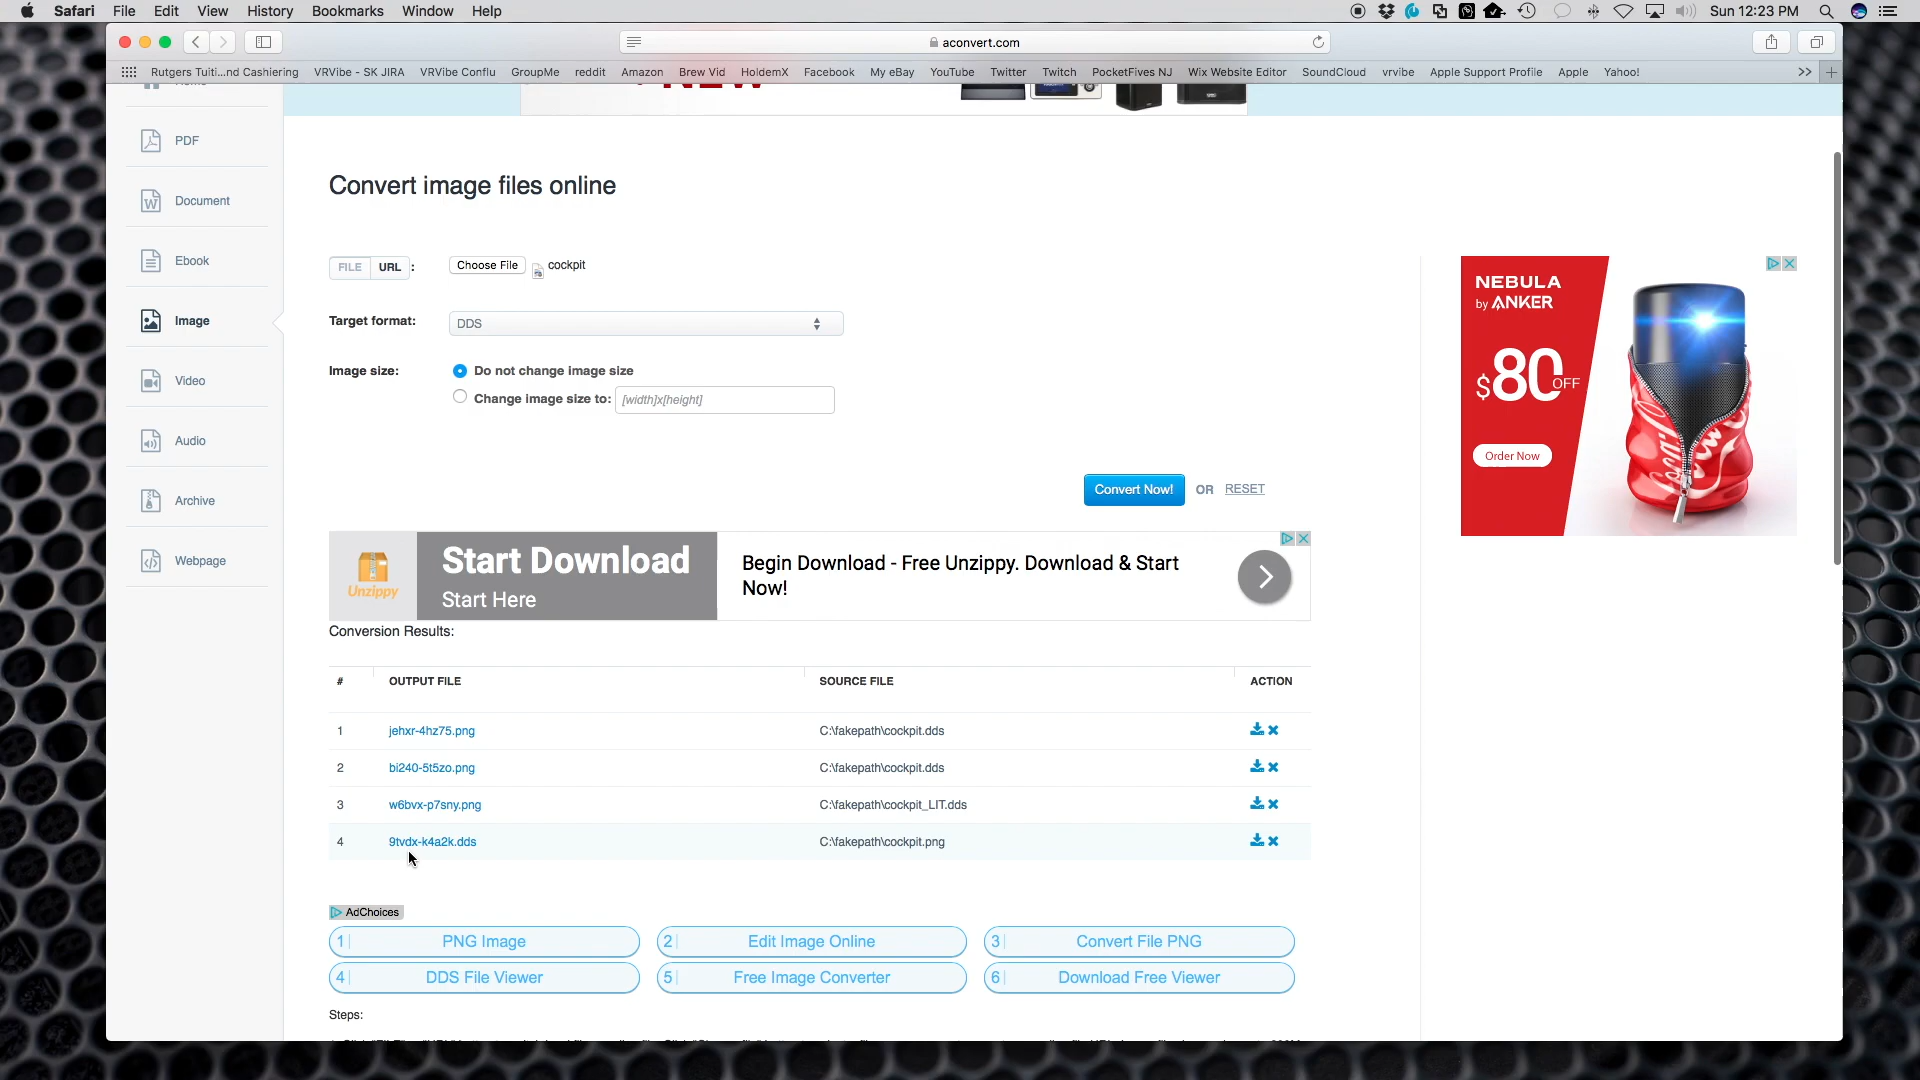 Safari File Edit View History Bookmarks Window Help
Sun 12:23 PM
aconvert.com
Rutgers Tuiti...nd Cashiering VRVibe - SK JIRA VRVibe Conflu GroupMe reddit Amazon Brew Vid HoldemX Facebook My eBay YouTube Twitter Twitch PocketFives NJ Wix Website Editor SoundCloud vrvibe Apple Support Profile Apple Yahoo!
PDF
Document
Ebook
Image
Video
Audio
Archive
Webpage
Convert image files online
FILE URL : Choose File cockpit
Target format: DDS
Image size: Do not change image size
Change image size to: [width]x[height]
Convert Now! OR RESET
NEBULA
by ANKER
$80 OFF
Order Now
Unzippy
Start Download
Start Here
Begin Download - Free Unzippy. Download & Start
Now!
Conversion Results:
# OUTPUT FILE SOURCE FILE ACTION
1 jehxr-4hz75.png C:\fakepath\cockpit.dds
2 bi240-5t5zo.png C:\fakepath\cockpit.dds
3 w6bvx-p7sny.png C:\fakepath\cockpit_LIT.dds
4 9tvdx-k4a2k.dds C:\fakepath\cockpit.png
AdChoices
1 PNG Image 2 Edit Image Online 3 Convert File PNG
4 DDS File Viewer 5 Free Image Converter 6 Download Free Viewer
Steps: